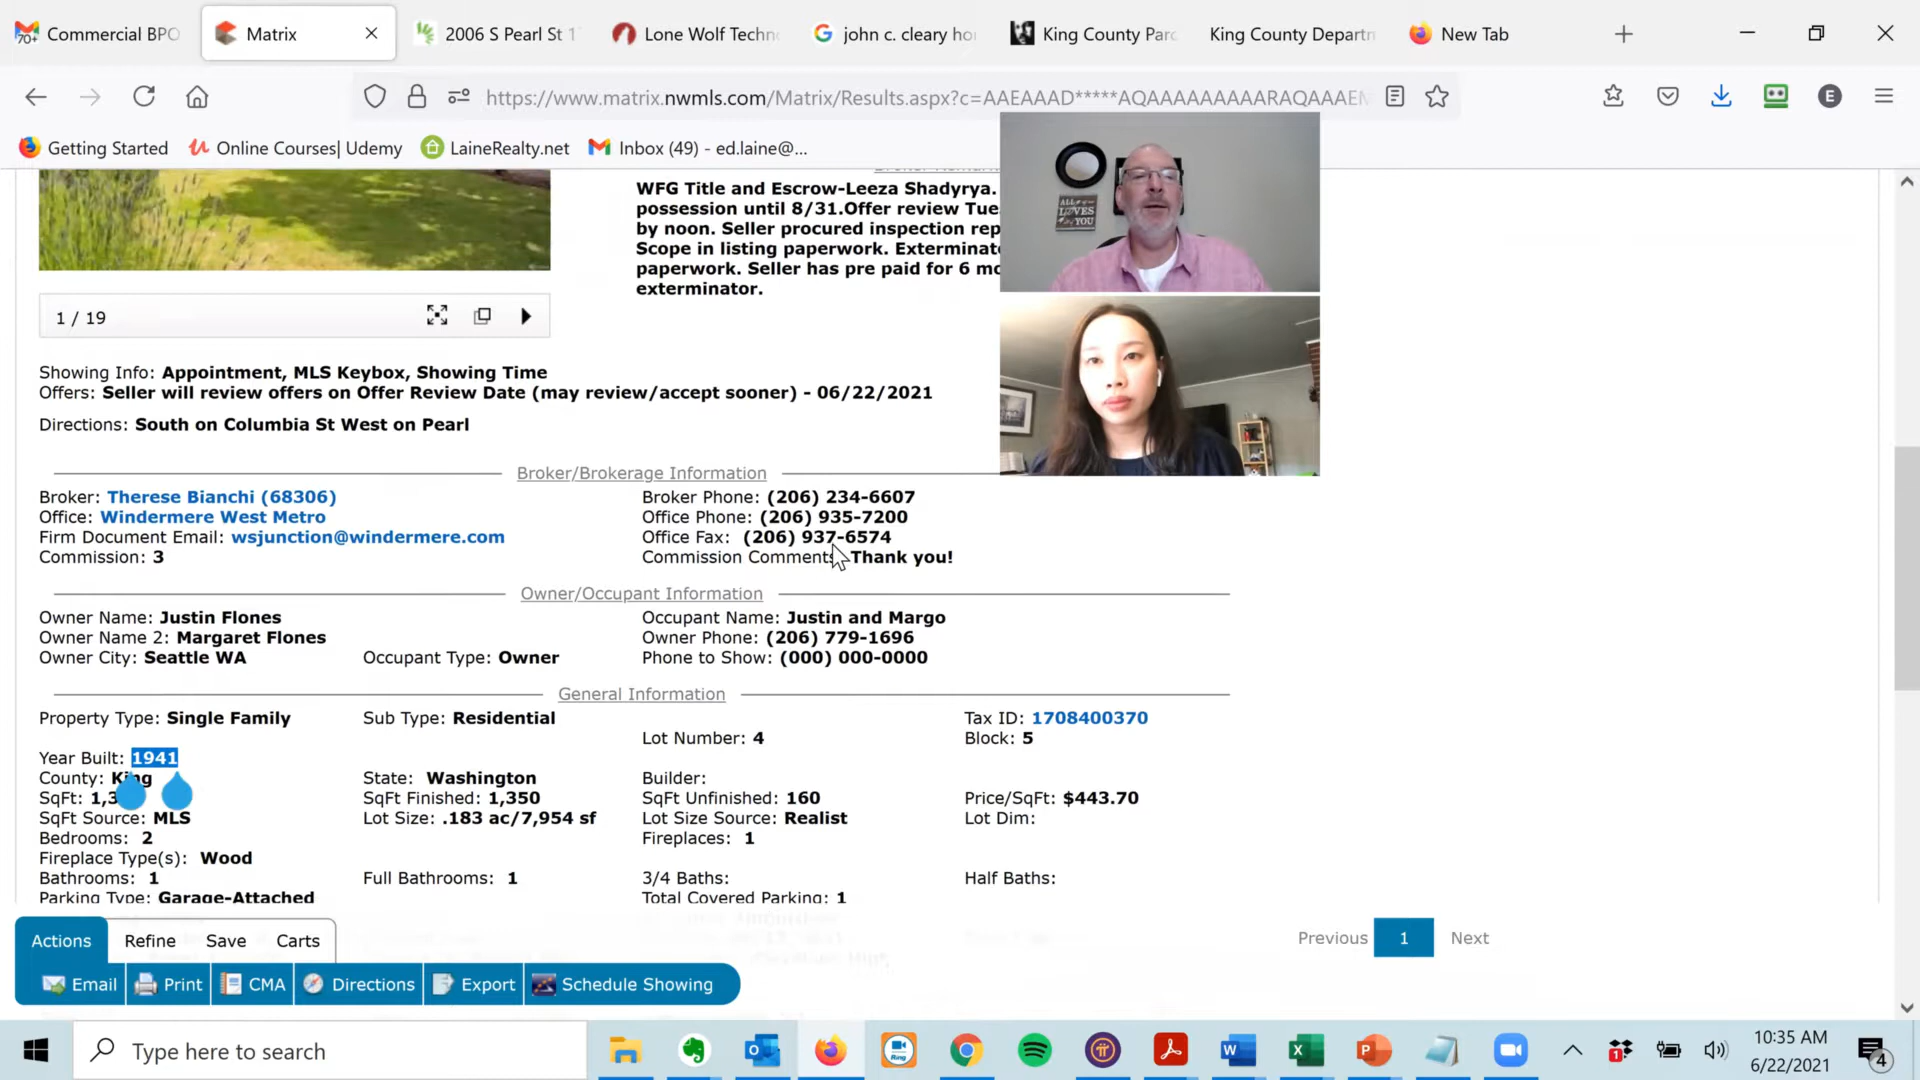 Commercial BPO
Matrix
2006 S Pearl St
Lone Wolf Techn
john c. cleary ho
King County Parc
King County Departm
New Tab
https://www.matrix.nwmls.com/Matrix/Results.aspx?c=AAEAAAD*****AQAAAAAAAAARAQAAAEM
Getting Started
Online Courses| Udemy
LaineRealty.net
Inbox (49) - ed.laine@...
WFG Title and Escrow-Leeza Shadyrya.
possession until 8/31.Offer review Tue
by noon. Seller procured inspection rep
Scope in listing paperwork. Exterminat
paperwork. Seller has pre paid for 6 mo
exterminator.
ALL
LOVES
YOU
1 / 19
Showing Info: Appointment, MLS Keybox, Showing Time
Offers: Seller will review offers on Offer Review Date (may review/accept sooner) - 06/22/2021
Directions: South on Columbia St West on Pearl
Broker/Brokerage Information
Broker: Therese Bianchi (68306) Broker Phone: (206) 234-6607
Office: Windermere West Metro Office Phone: (206) 935-7200
Firm Document Email: wsjunction@windermere.com Office Fax: (206) 937-6574
Commission: 3 Commission Comments: Thank you!
Owner/Occupant Information
Owner Name: Justin Flones Occupant Name: Justin and Margo
Owner Name 2: Margaret Flones Owner Phone: (206) 779-1696
Owner City: Seattle WA Occupant Type: Owner Phone to Show: (000) 000-0000
General Information
Property Type: Single Family Sub Type: Residential Tax ID: 1708400370
Lot Number: 4 Block: 5
Year Built: 1941
County: King State: Washington Builder:
SqFt: 1,3 SqFt Finished: 1,350 SqFt Unfinished: 160 Price/SqFt: $443.70
SqFt Source: MLS Lot Size: .183 ac/7,954 sf Lot Size Source: Realist Lot Dim:
Bedrooms: 2 Fireplaces: 1
Fireplace Type(s): Wood
Bathrooms: 1 Full Bathrooms: 1 3/4 Baths: Half Baths:
Parking Type: Garage-Attached Total Covered Parking: 1
Actions Refine Save Carts
Previous 1 Next
Email Print CMA Directions Export Schedule Showing
Type here to search
10:35 AM
6/22/2021
4